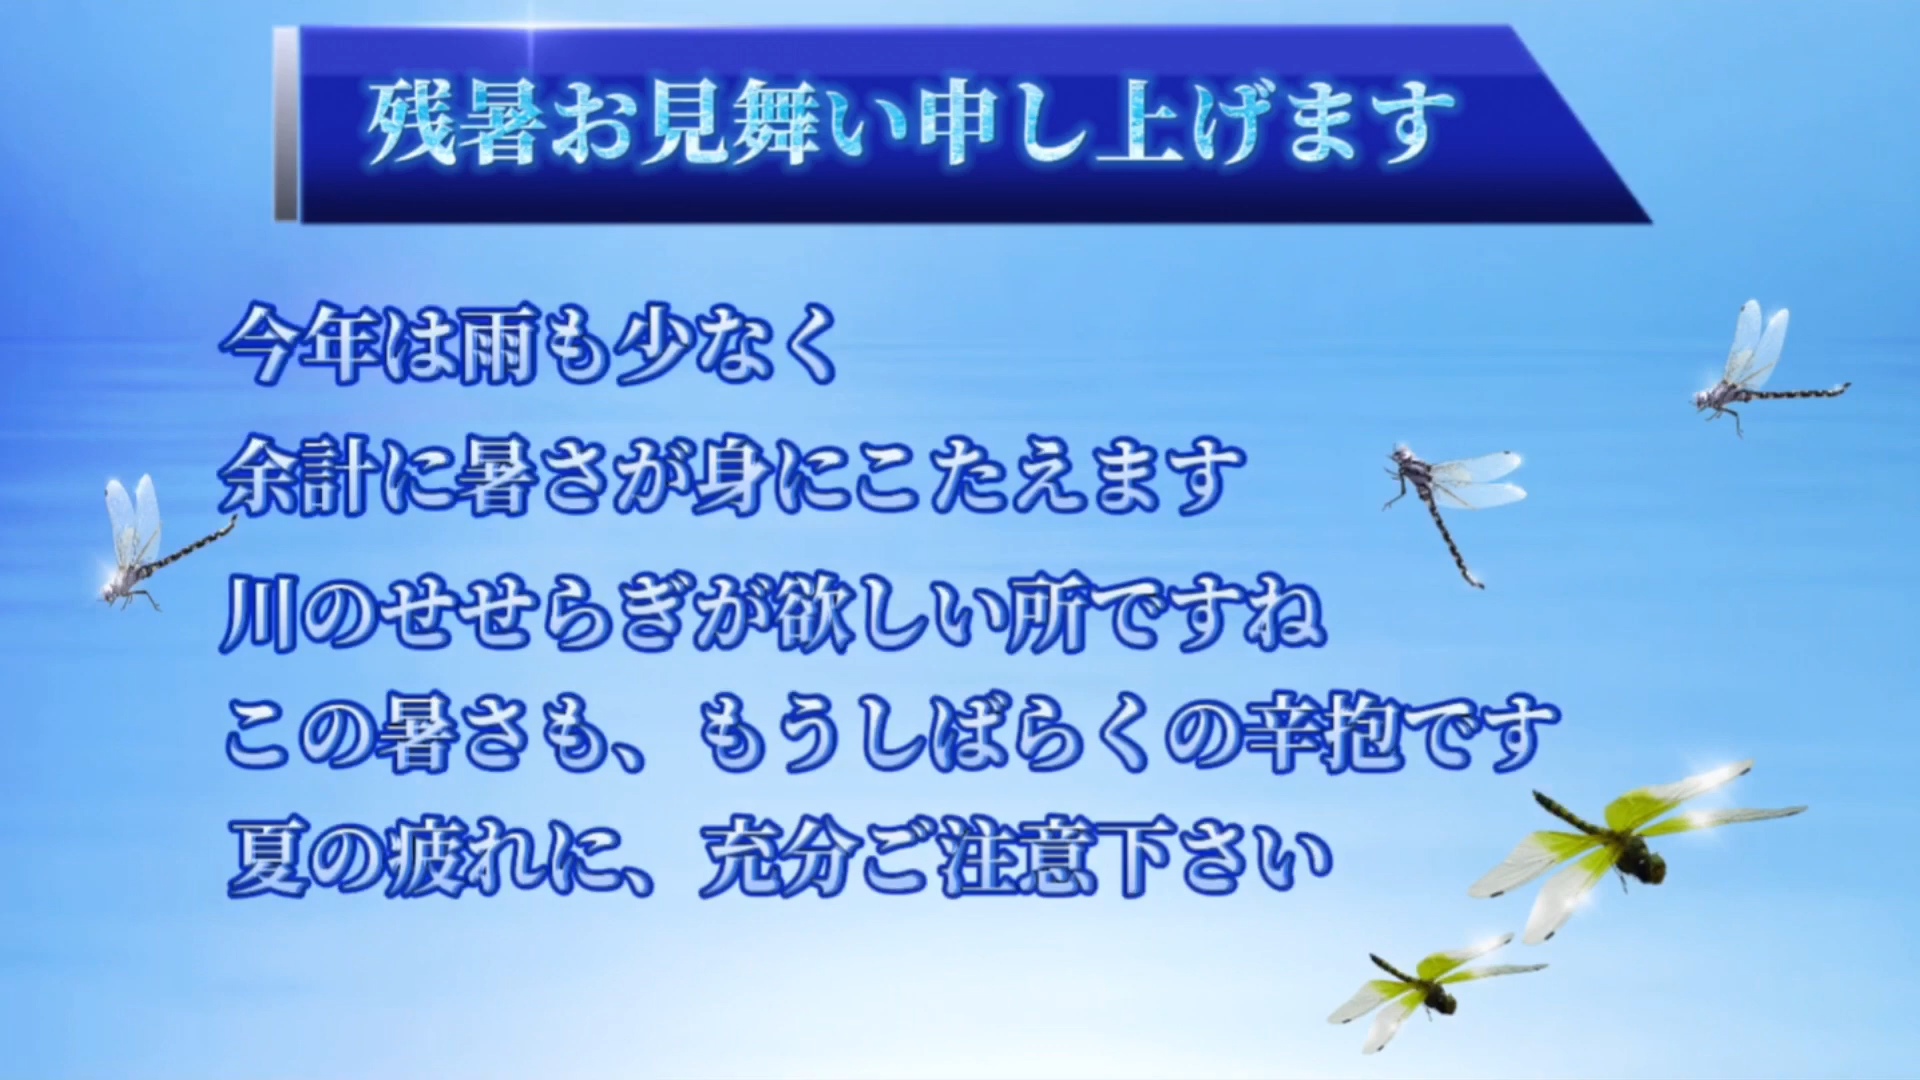 残暑お見舞い申し上げます
今年は雨も少なく
余計に暑さが身にこたえます
川のせせらぎが欲しい所ですね
この暑さも、もうしばらくの辛抱です
夏の疲れに、充分ご注意下さい